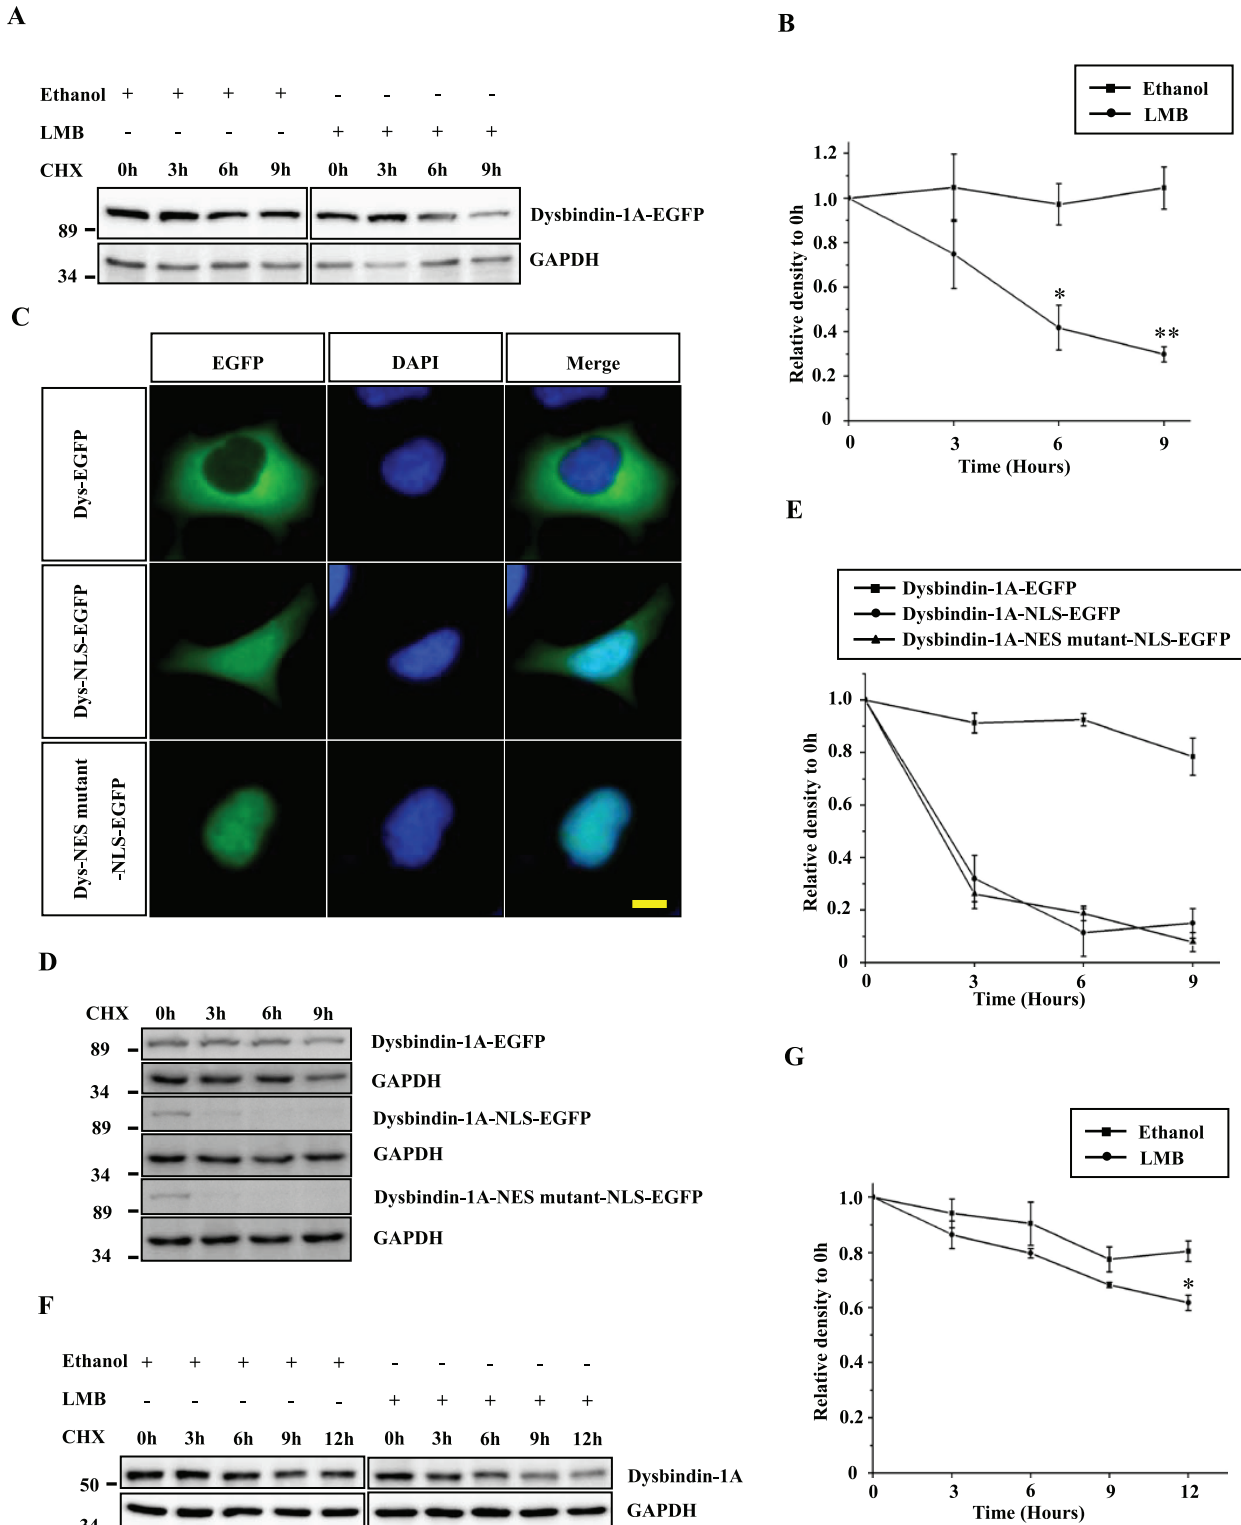 A
Ethanol + + + + - - - -
LMB - - - - + + + +
CHX 0h 3h 6h 9h 0h 3h 6h 9h
89 Dysbindin-1A-EGFP
34 GAPDH
B
Ethanol
LMB
Relative density to 0h
1.2
1.0
0.8
0.6
0.4
0.2
0
*
**
0 3 6 9
Time (Hours)
C
EGFP DAPI Merge
Dys-EGFP
Dys-NLS-EGFP
Dys-NES mutant
-NLS-EGFP
D
CHX 0h 3h 6h 9h
89 Dysbindin-1A-EGFP
34 GAPDH
89 Dysbindin-1A-NLS-EGFP
34 GAPDH
89 Dysbindin-1A-NES mutant-NLS-EGFP
34 GAPDH
E
Dysbindin-1A-EGFP
Dysbindin-1A-NLS-EGFP
Dysbindin-1A-NES mutant-NLS-EGFP
Relative density to 0h
1.0
0.8
0.6
0.4
0.2
0
0 3 6 9
Time (Hours)
F
Ethanol + + + + + - - - - -
LMB - - - - - + + + + +
CHX 0h 3h 6h 9h 12h 0h 3h 6h 9h 12h
50 Dysbindin-1A
34 GAPDH
G
Ethanol
LMB
Relative density to 0h
1.0
0.8
0.6
0.4
0.2
0
*
0 3 6 9 12
Time (Hours)